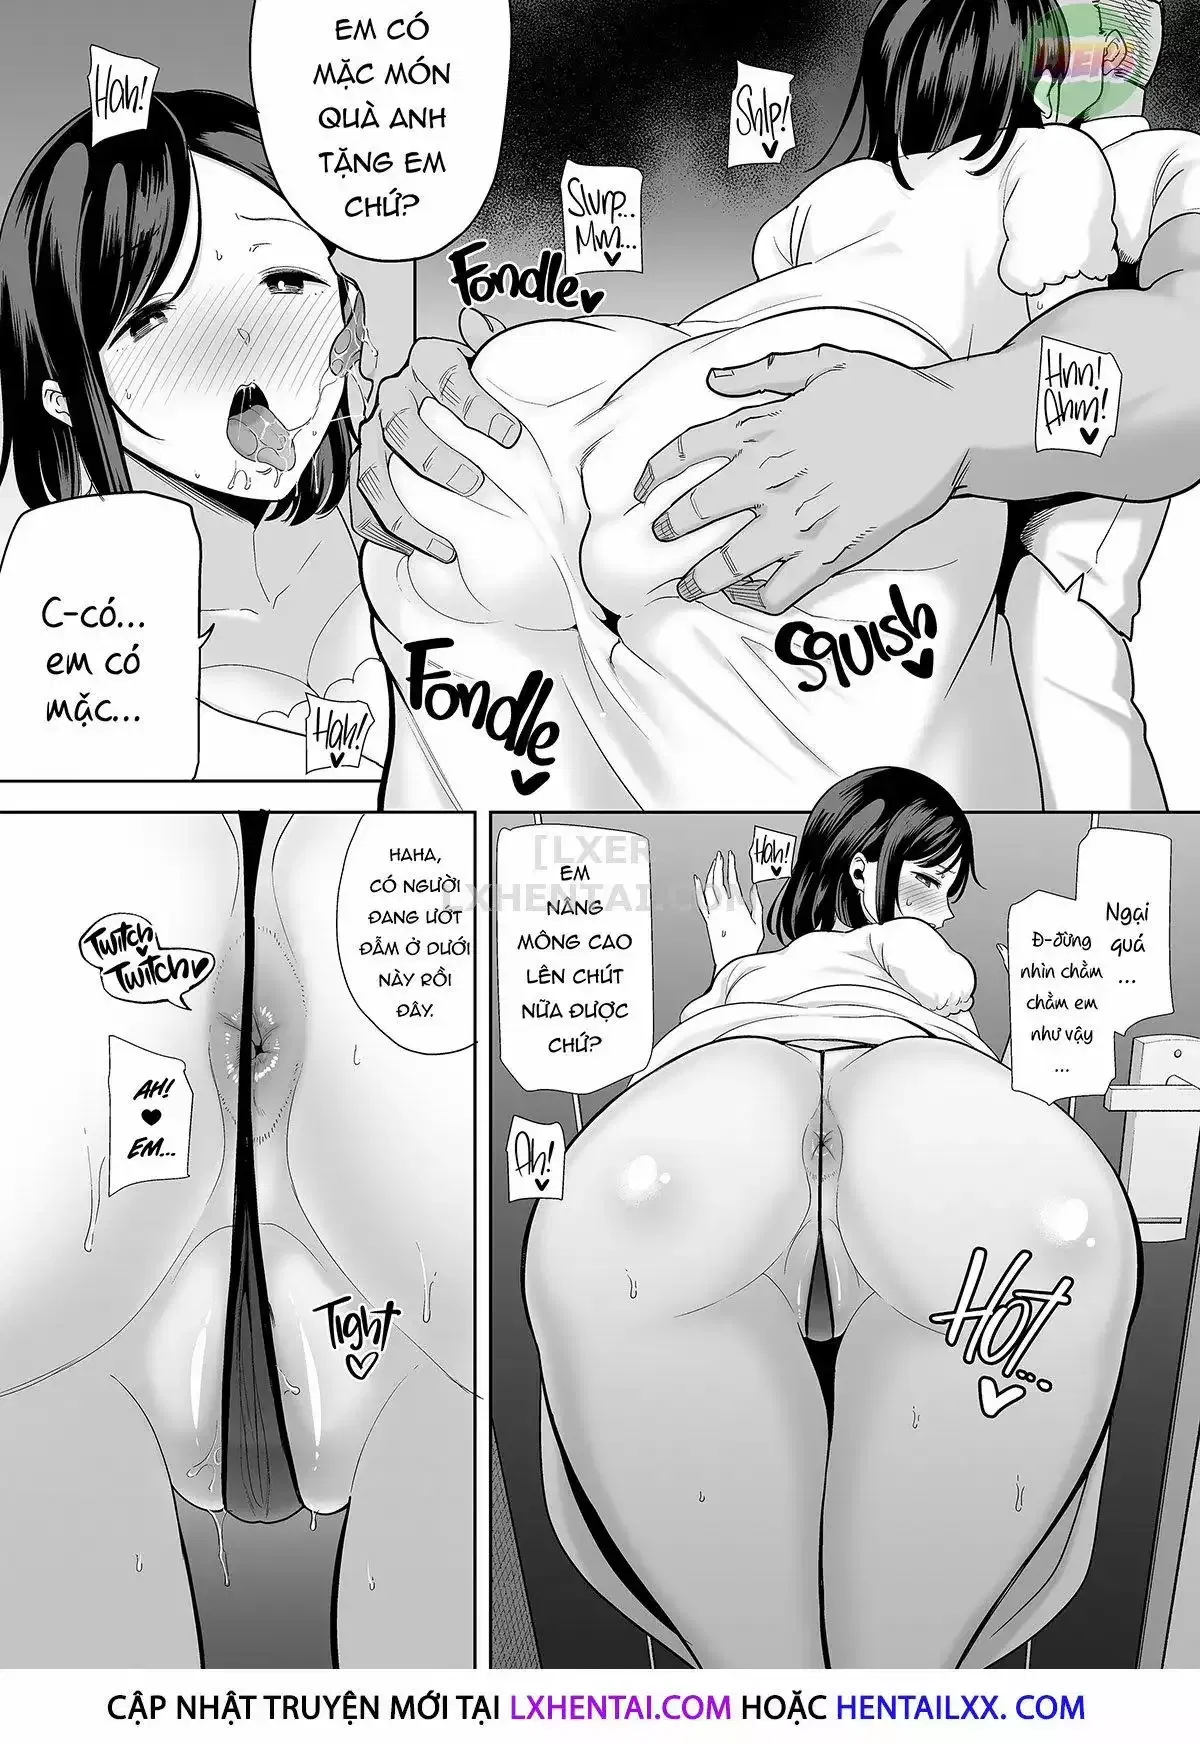 EM CÓ
MẶC MÓN
QUÀ ANH
TẶNG EM
CHỨ?
Hah!
Shlp!
Slurp...
Mm...
Fondle
Hnn!
Ahm!
C-có...
em có
mặc...
Hah!
Fondle
Squish
HAHA,
CÓ NGƯỜI
ĐANG ƯỚT
ĐẪM Ở DƯỚI
NÀY RỒI
ĐÂY.
Twitch
Twitch
AH!
EM...
Tight
EM
NÂNG
MÔNG CAO
LÊN CHÚT
NỮA ĐƯỢC
CHỨ?
Hah!
Ngại
quá
...
Đ-đừng
nhìn chằm
chằm em
như vậy
...
Ah!
Hot...
LXHENTAI.COM
CẬP NHẬT TRUYỆN MỚI TẠI LXHENTAI.COM HOẶC HENTAILXX. COM